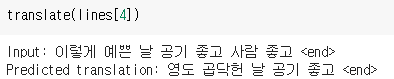 translate(lines[4])
Input: 이렇게 예쁜 날 공기 좋고 사람 좋고 <end>
Predicted translation: 영도 곱닥헌 날 공기 좋고 <end>